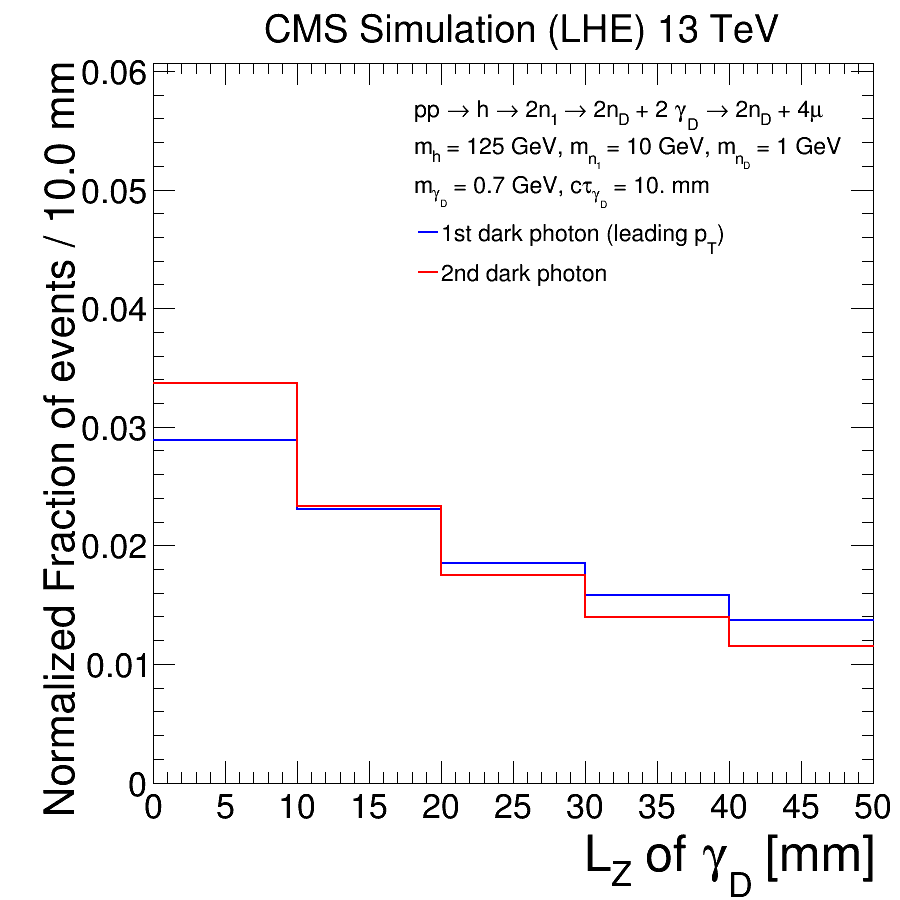 CMS Simulation (LHE) 13 TeV
pp → h → 2n1 → 2nD + 2 γD → 2nD + 4μ
mh = 125 GeV, mn1 = 10 GeV, mnD = 1 GeV
mγD = 0.7 GeV, cτγD = 10. mm
1st dark photon (leading pT)
2nd dark photon
Normalized Fraction of events / 10.0 mm
0.06
0.05
0.04
0.03
0.02
0.01
0
0 5 10 15 20 25 30 35 40 45 50
LZ of γD [mm]